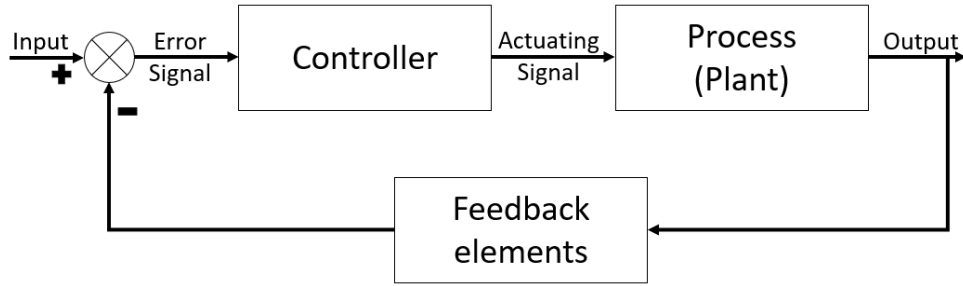 Input
+
Error
Signal
Controller
Actuating
Signal
Process
(Plant)
Output
-
Feedback
elements